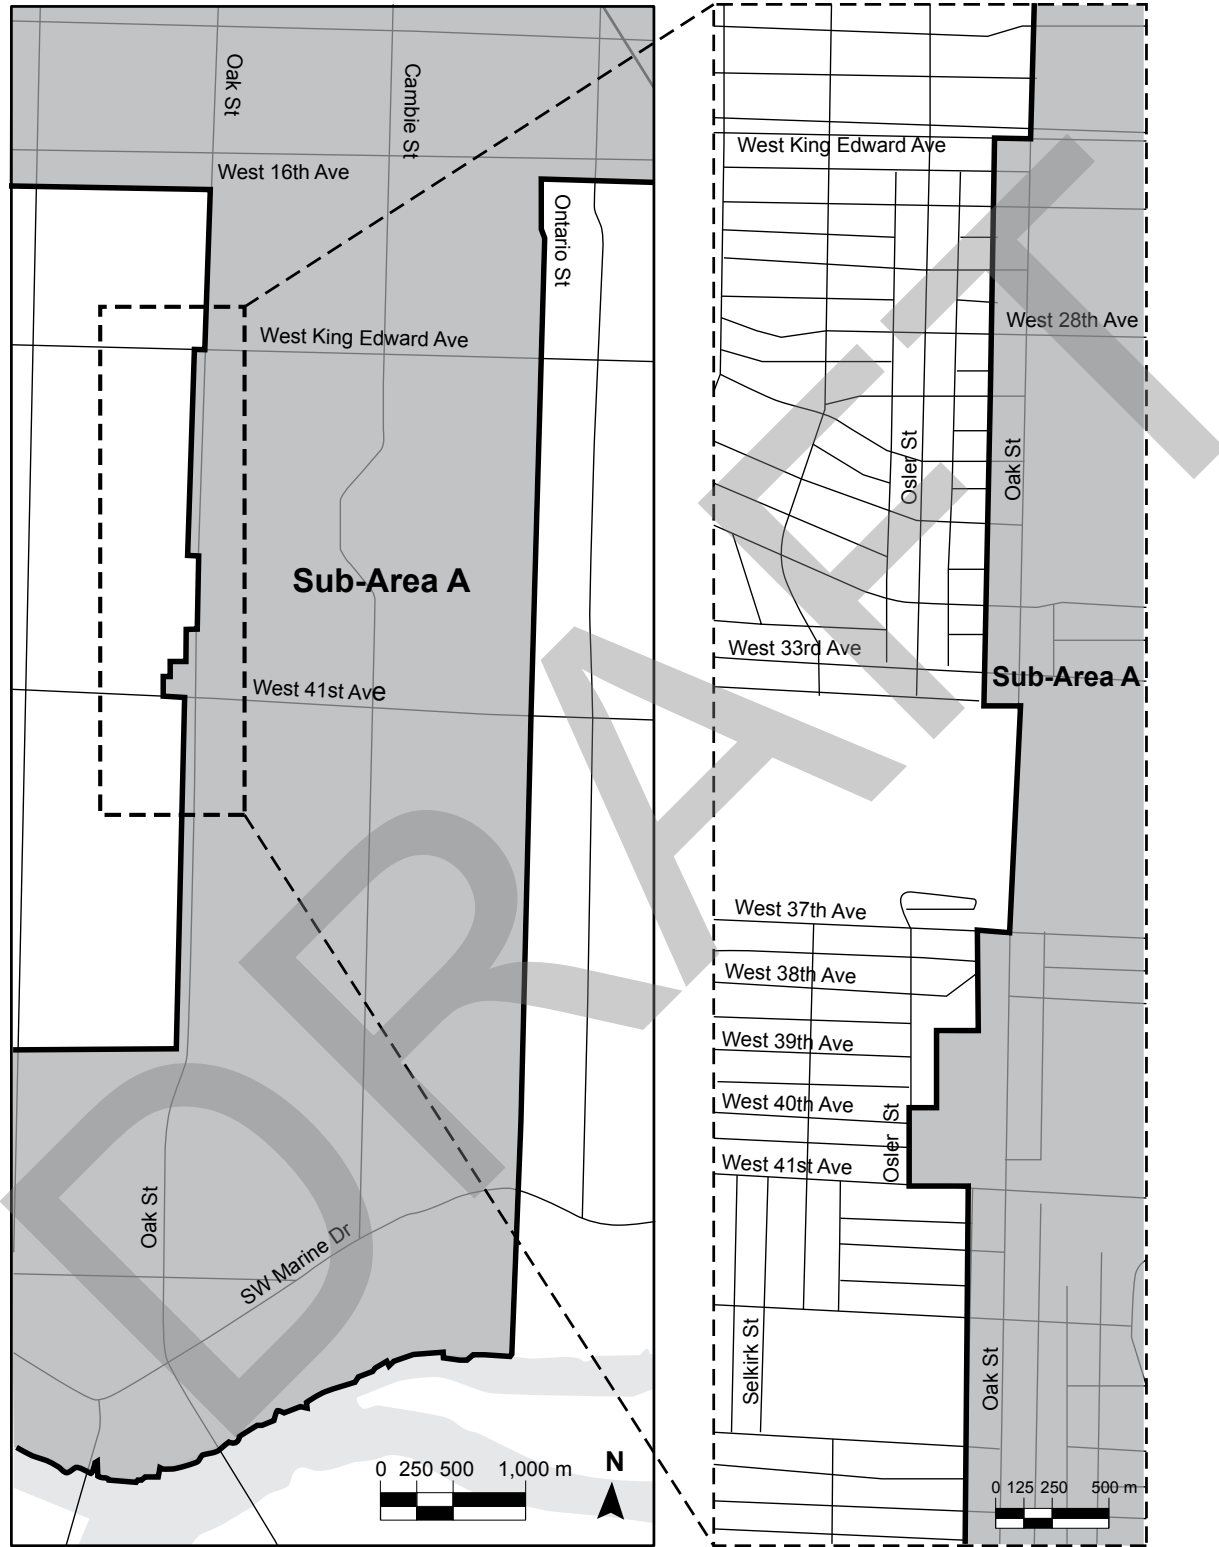 Oak St
Cambie St
West 16th Ave
Ontario St
West King Edward Ave
Sub-Area A
West 41st Ave
Oak St
SW Marine Dr
0 250 500 1,000 m
N
West King Edward Ave
West 28th Ave
Osler St
Oak St
West 33rd Ave
Sub-Area A
West 37th Ave
West 38th Ave
West 39th Ave
West 40th Ave
Osler St
West 41st Ave
Selkirk St
Oak St
0 125 250 500 m
DRAFT